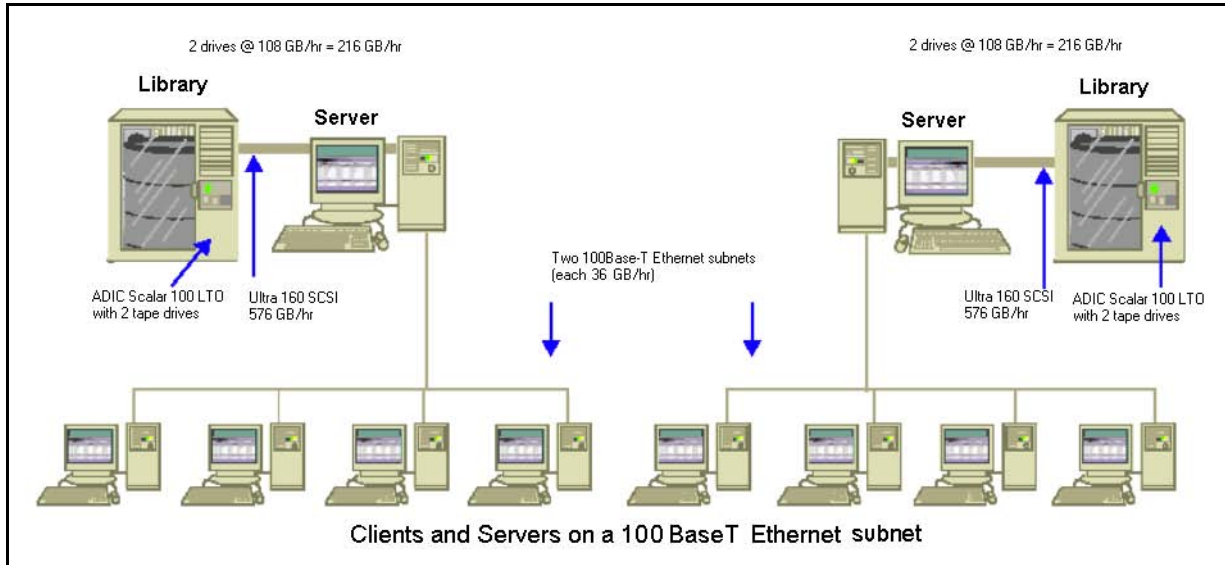 2 drives @ 108 GB/hr = 216 GB/hr
2 drives @ 108 GB/hr = 216 GB/hr
Library
Server
Server
Library
Two 100Base-T Ethernet subnets
(each 36 GB/hr)
ADIC Scalar 100 LTO
with 2 tape drives
Ultra 160 SCSI
576 GB/hr
Ultra 160 SCSI
576 GB/hr
ADIC Scalar 100 LTO
with 2 tape drives
Clients and Servers on a 100 BaseT Ethernet subnet